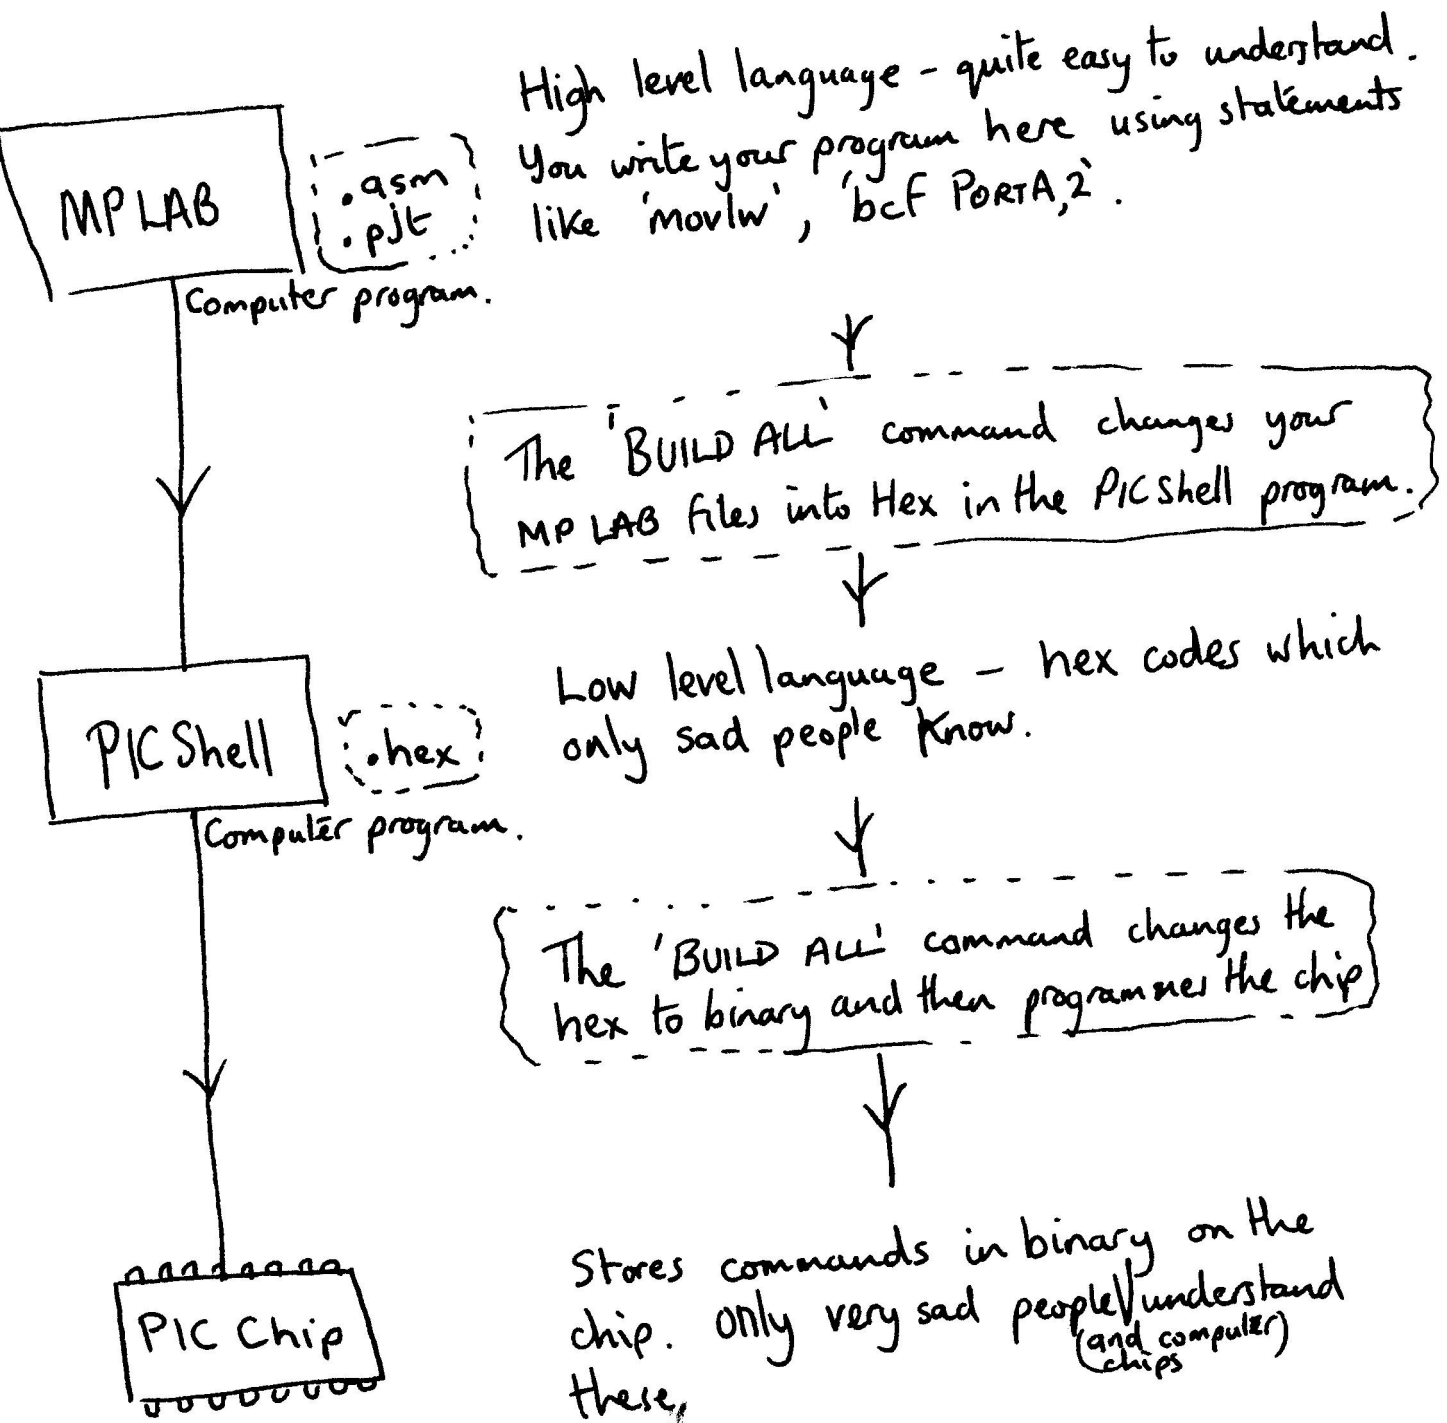 High level language - quite easy to understand.
You write your program here using statements
like 'movlw', 'bcf PORTA,2'.
MPLAB
.asm
.pjt
Computer program.
The 'BUILD ALL' command changes your
MPLAB files into Hex in the PICShell program.
Low level language - hex codes which
only sad people know.
PICShell
.hex
Computer program.
The 'BUILD ALL' command changes the
hex to binary and then programmes the chip
Stores commands in binary on the
chip. Only very sad people understand
(and computer)
chips
these,
PIC Chip